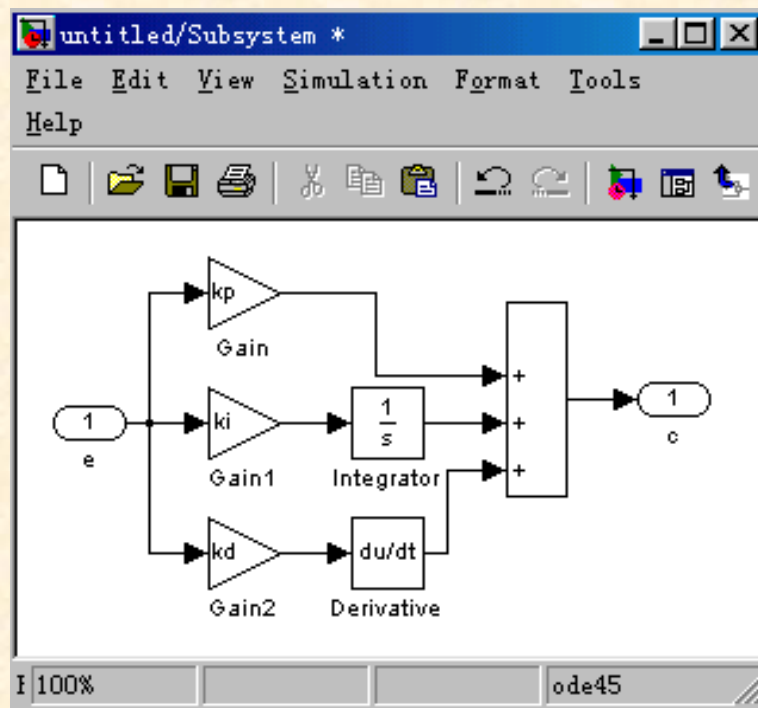 untitled/Subsystem *
File Edit View Simulation Format Tools
Help
kp
Gain
1
e
ki
Gain1
1
s
Integrator
kd
Gain2
du/dt
Derivative
+
+
+
1
c
100%
ode45